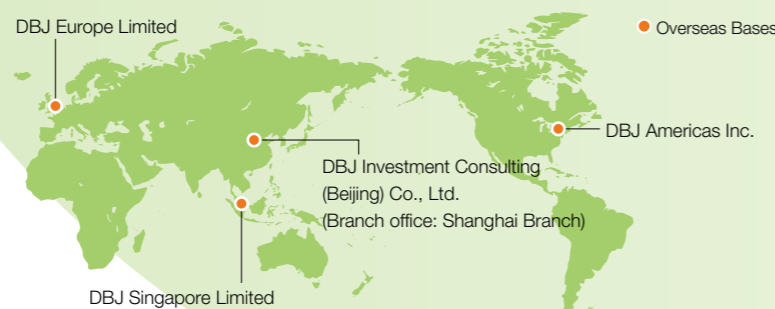 DBJ Europe Limited
Overseas Bases
DBJ Americas Inc.
DBJ Investment Consulting
(Beijing) Co., Ltd.
(Branch office: Shanghai Branch)
DBJ Singapore Limited